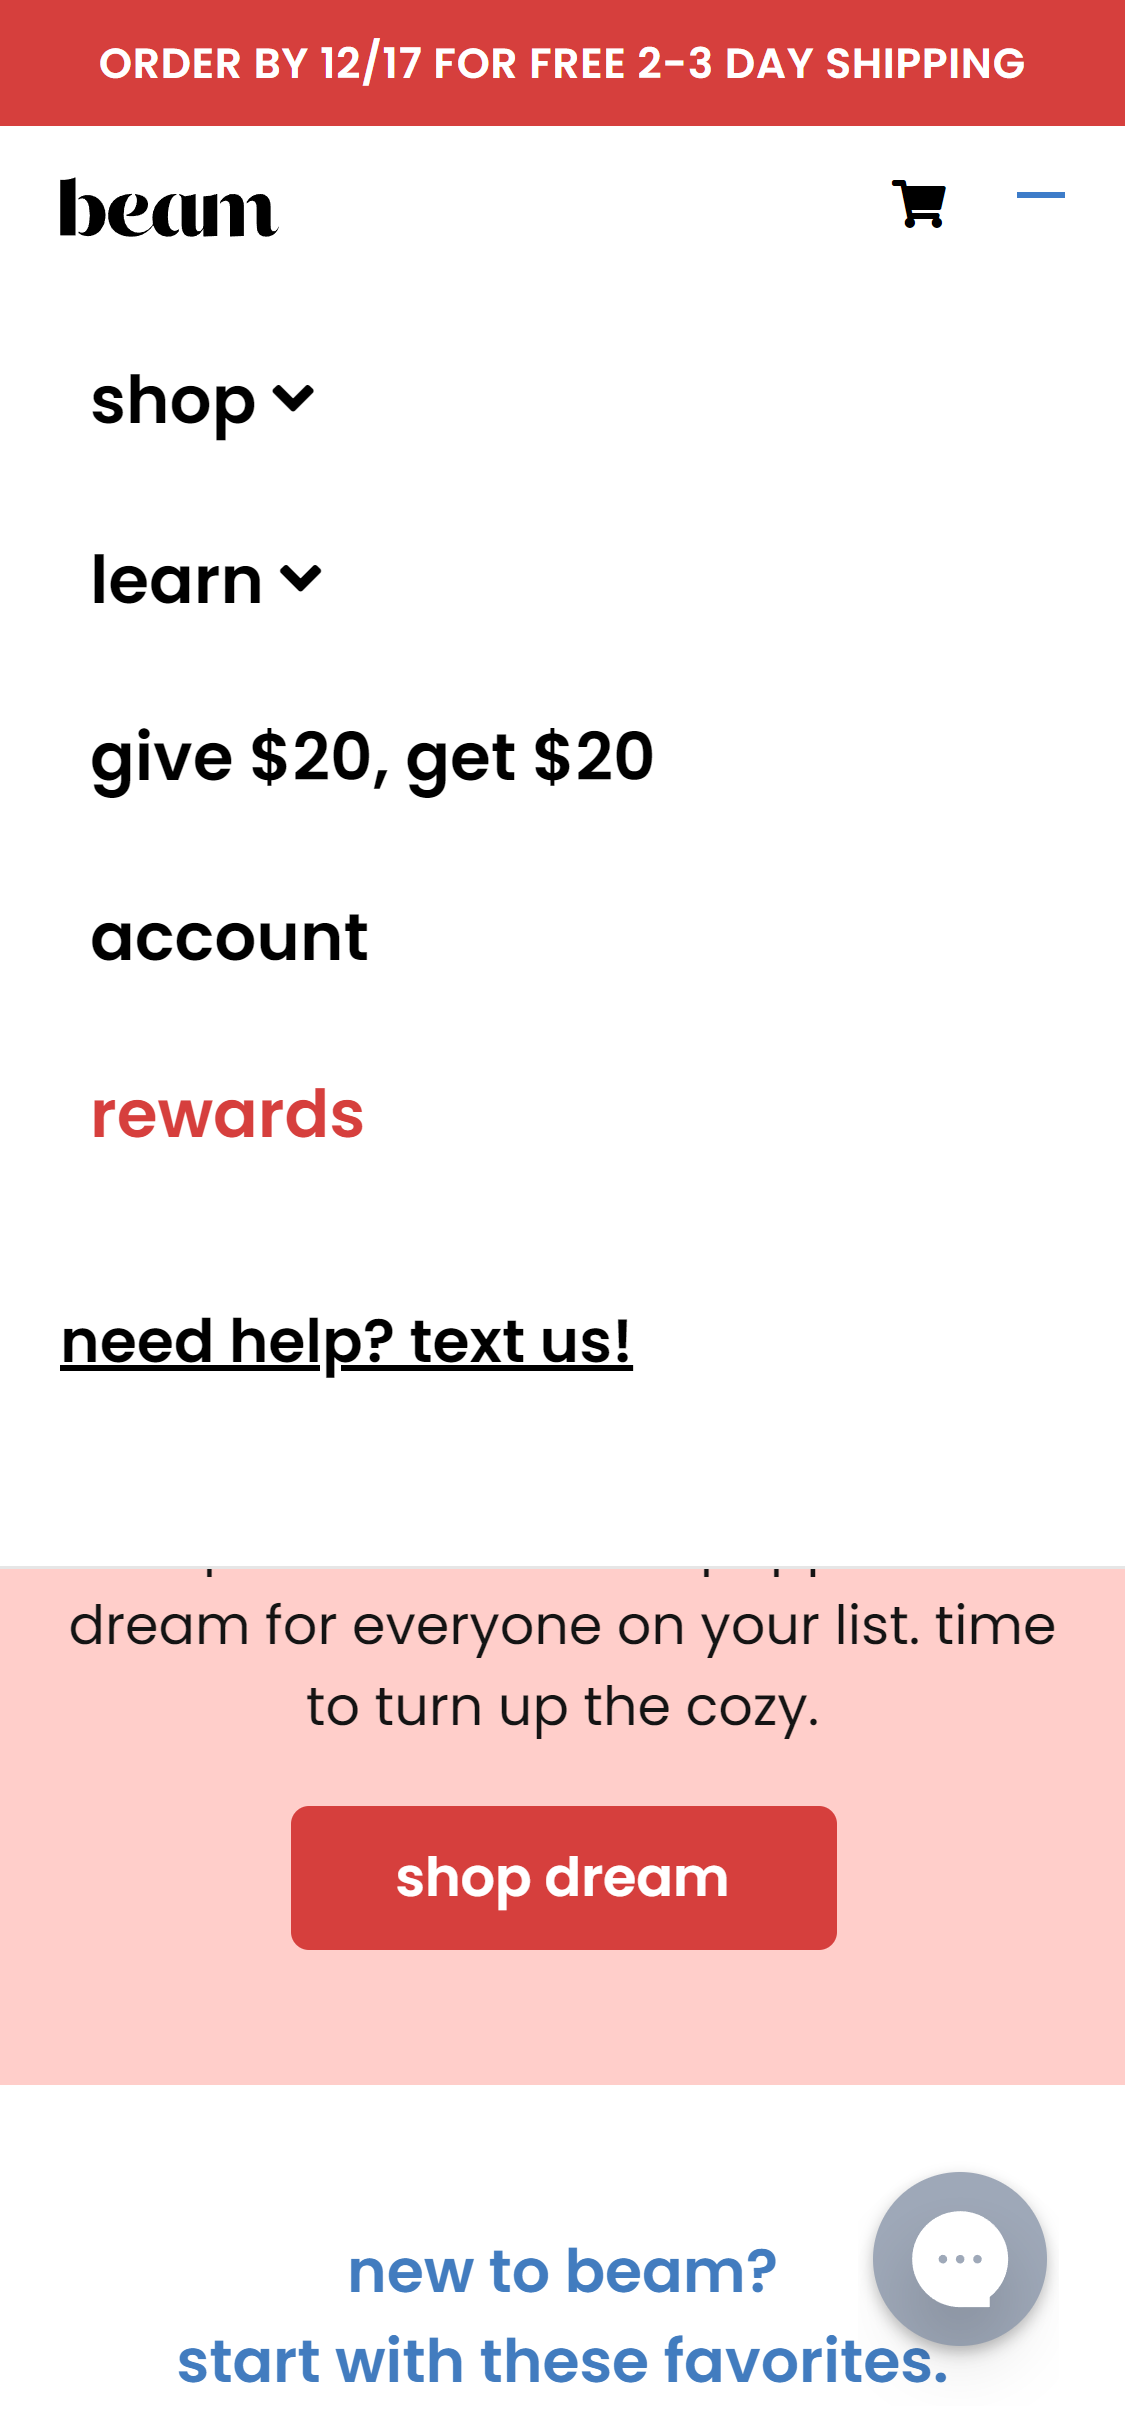 ORDER BY 12/17 FOR FREE 2-3 DAY SHIPPING
beam
shop
learn
give $20, get $20
account
rewards
need help? text us!
dream for everyone on your list. time
to turn up the cozy.
shop dream
new to beam?
start with these favorites.